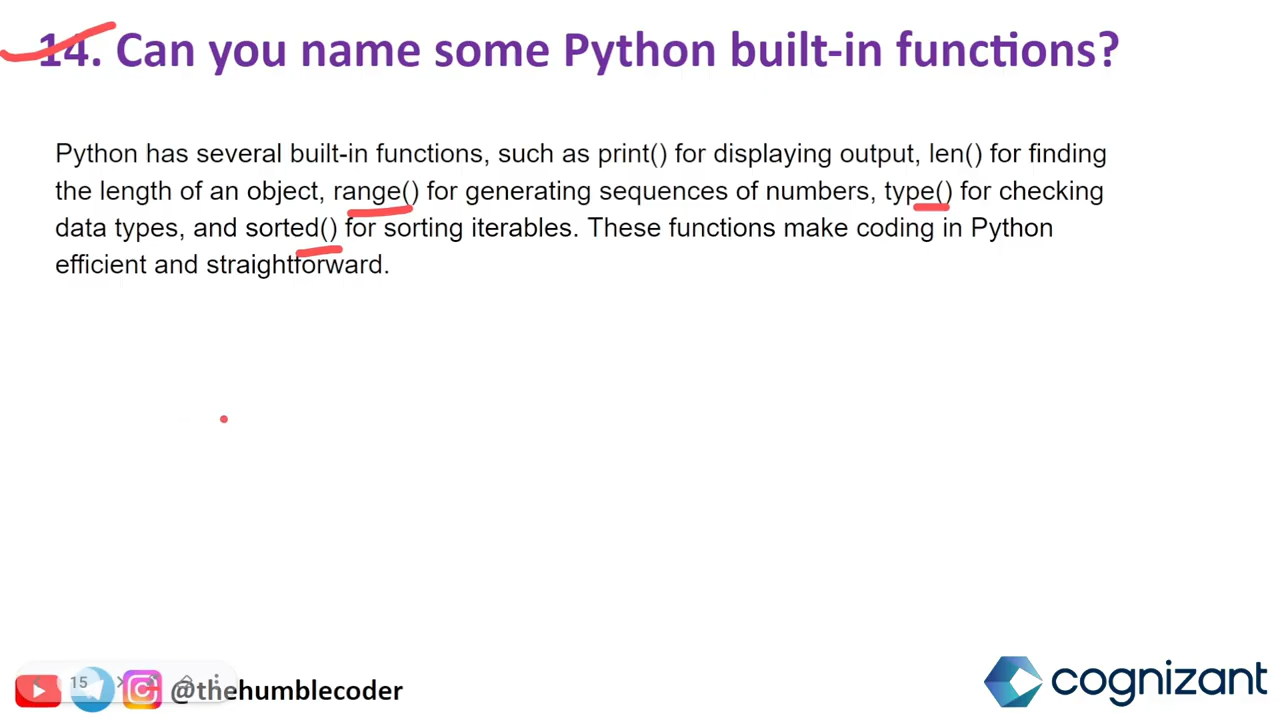 14. Can you name some Python built-in functions?
Python has several built-in functions, such as print() for displaying output, len() for finding
the length of an object, range() for generating sequences of numbers, type() for checking
data types, and sorted() for sorting iterables. These functions make coding in Python
efficient and straightforward.
15
@thehumblecoder
cognizant